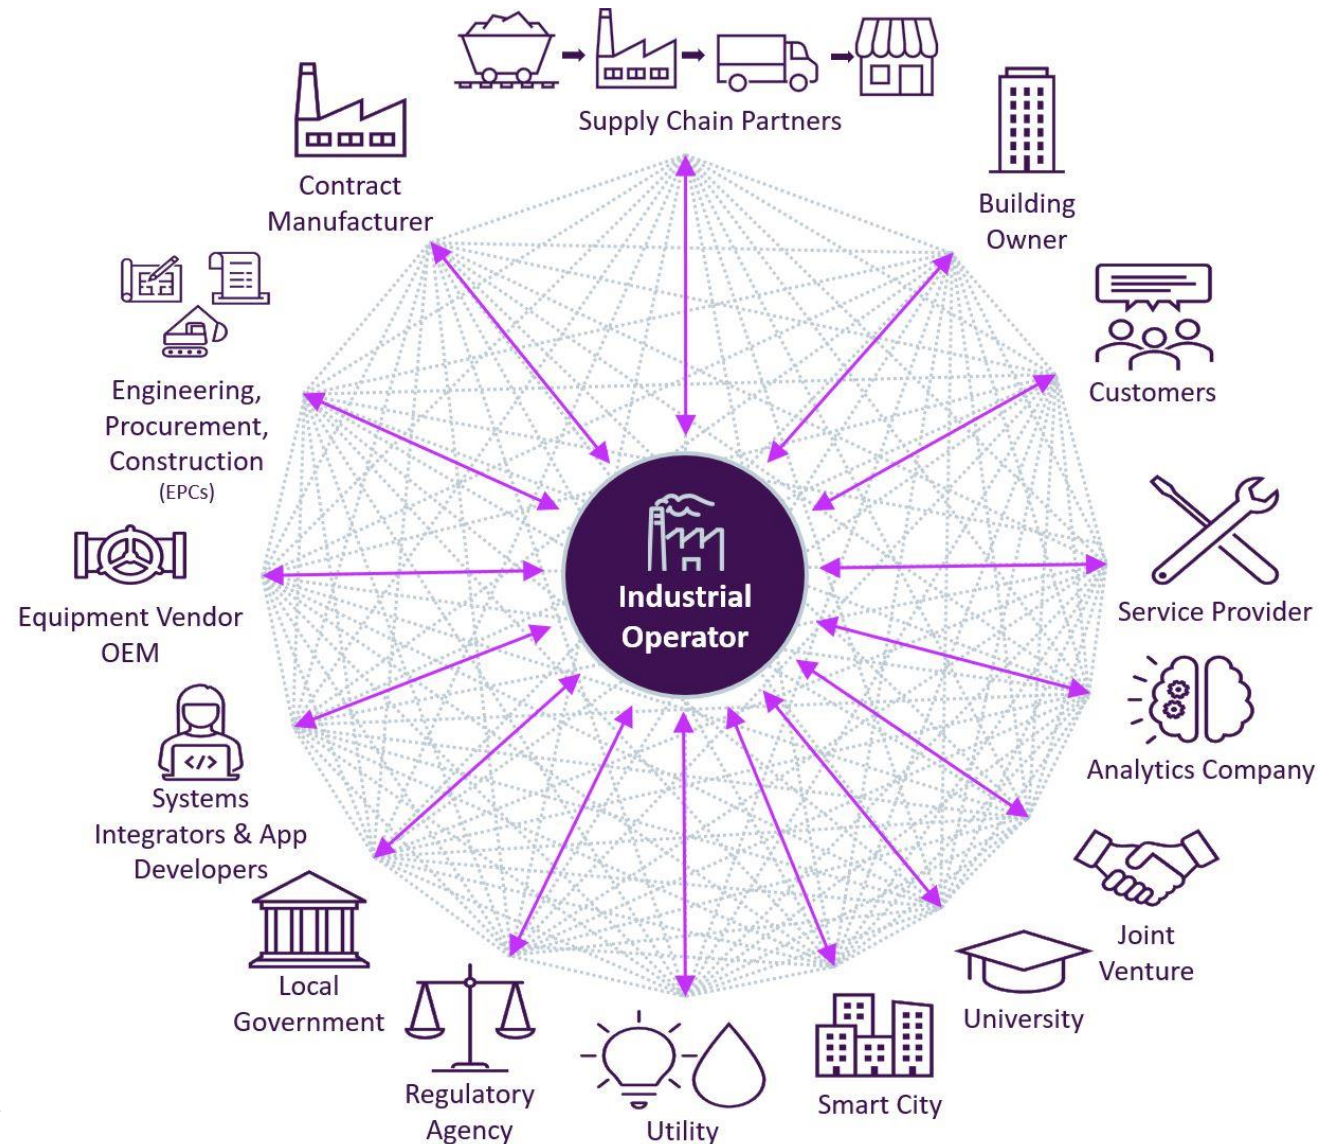 Supply Chain Partners
Contract
Manufacturer
Building
Owner
Customers
Engineering,
Procurement,
Construction
(EPCs)
Industrial
Operator
Service Provider
Equipment Vendor
OEM
Analytics Company
</>
Systems
Integrators & App
Developers
Joint
Venture
Local
Government
University
Regulatory
Agency
Smart City
Utility